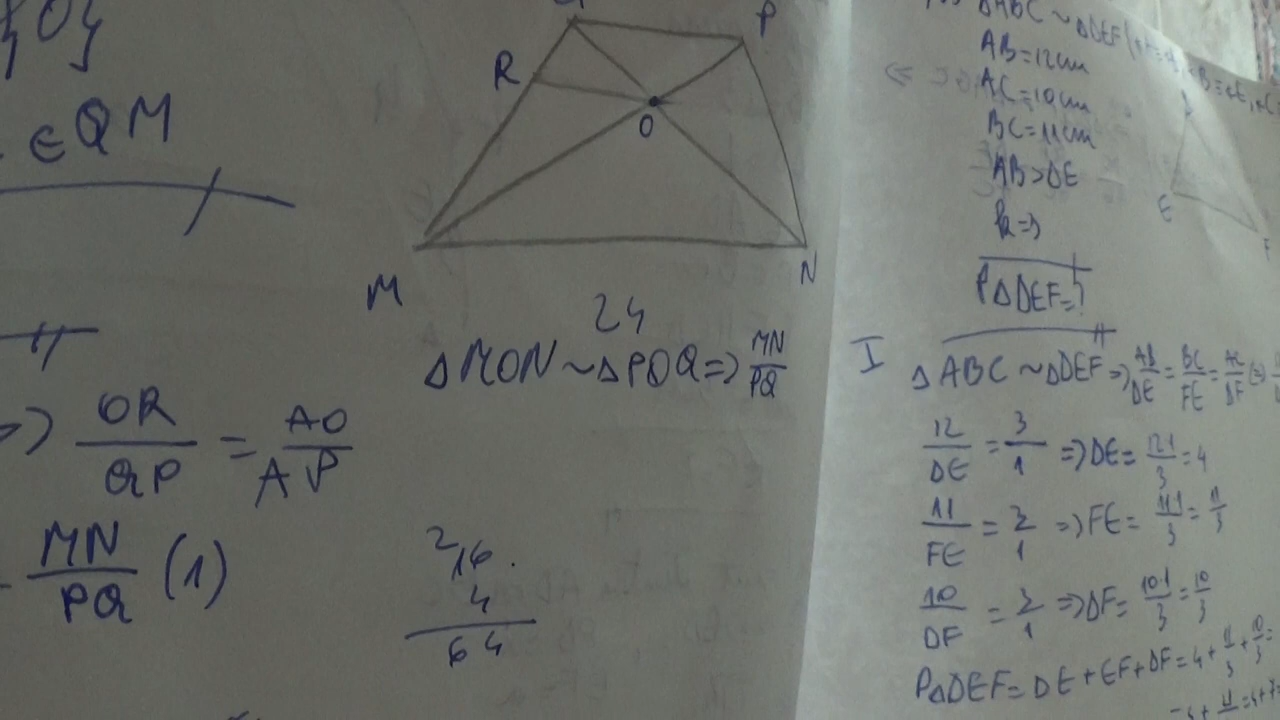 ∈ QM
R
P
O
M
N
24
ΔMON ~ ΔPOQ => MN/PQ
=> OR/QP = AO/AP
MN/PQ (1)
16 .
4
64
ΔABC ~ ΔDEF
AB = 12cm
AC = 10cm
BC = 11cm
AB > DE
PΔDEF = ?
E
F
I ΔABC ~ ΔDEF => AB/DE = BC/FE = AC/DF (=)
12/DE = 3/1 => DE = 12·1/3 = 4
11/FE = 3/1 => FE = 11·1/3 = 11/3
10/DF = 3/1 => DF = 10·1/3 = 10/3
PΔDEF = DE + EF + DF = 4 + 11/3 + 10/3 =